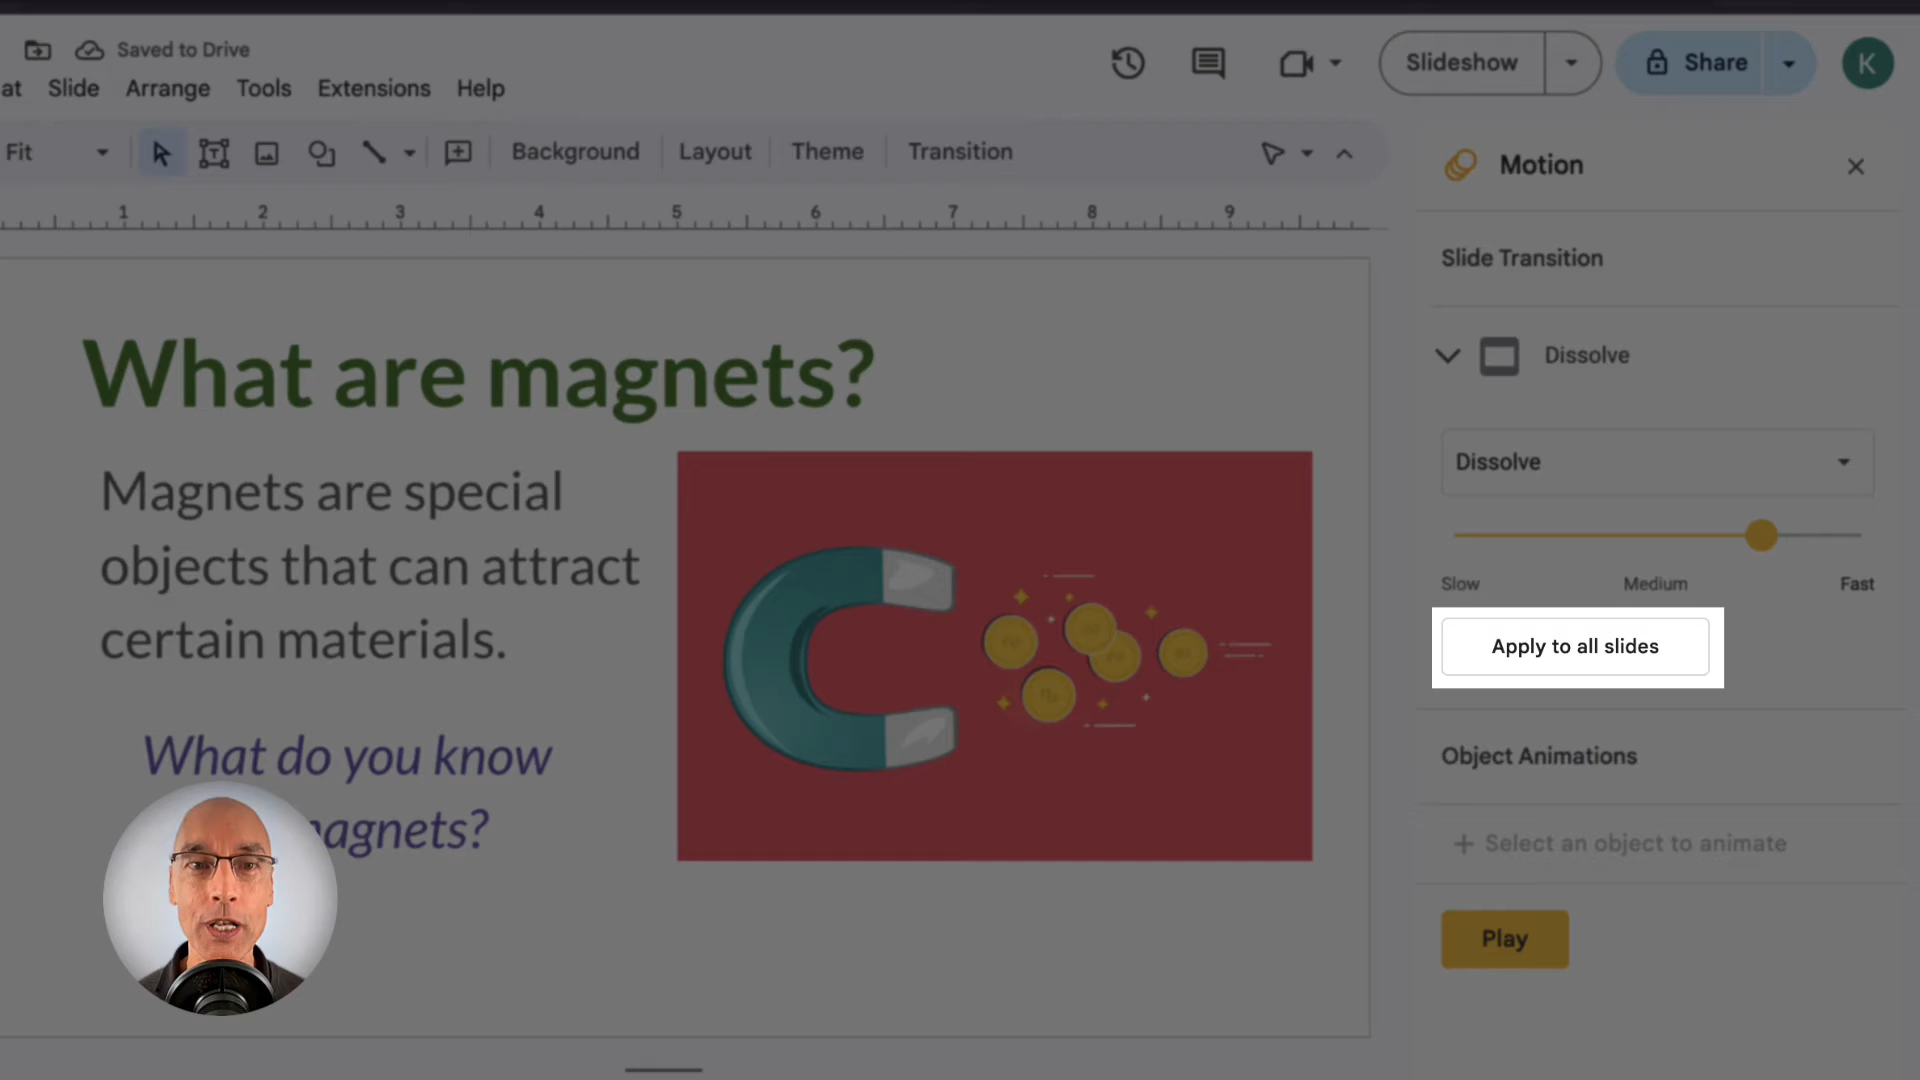 Saved to Drive
at Slide Arrange Tools Extensions Help
Slideshow
Share
K
Fit
Background
Layout
Theme
Transition
1 2 3 4 5 6 7 8 9
Motion
Slide Transition
Dissolve
Dissolve
Slow Medium Fast
Apply to all slides
Object Animations
+ Select an object to animate
Play
What are magnets?
Magnets are special
objects that can attract
certain materials.
What do you know
magnets?